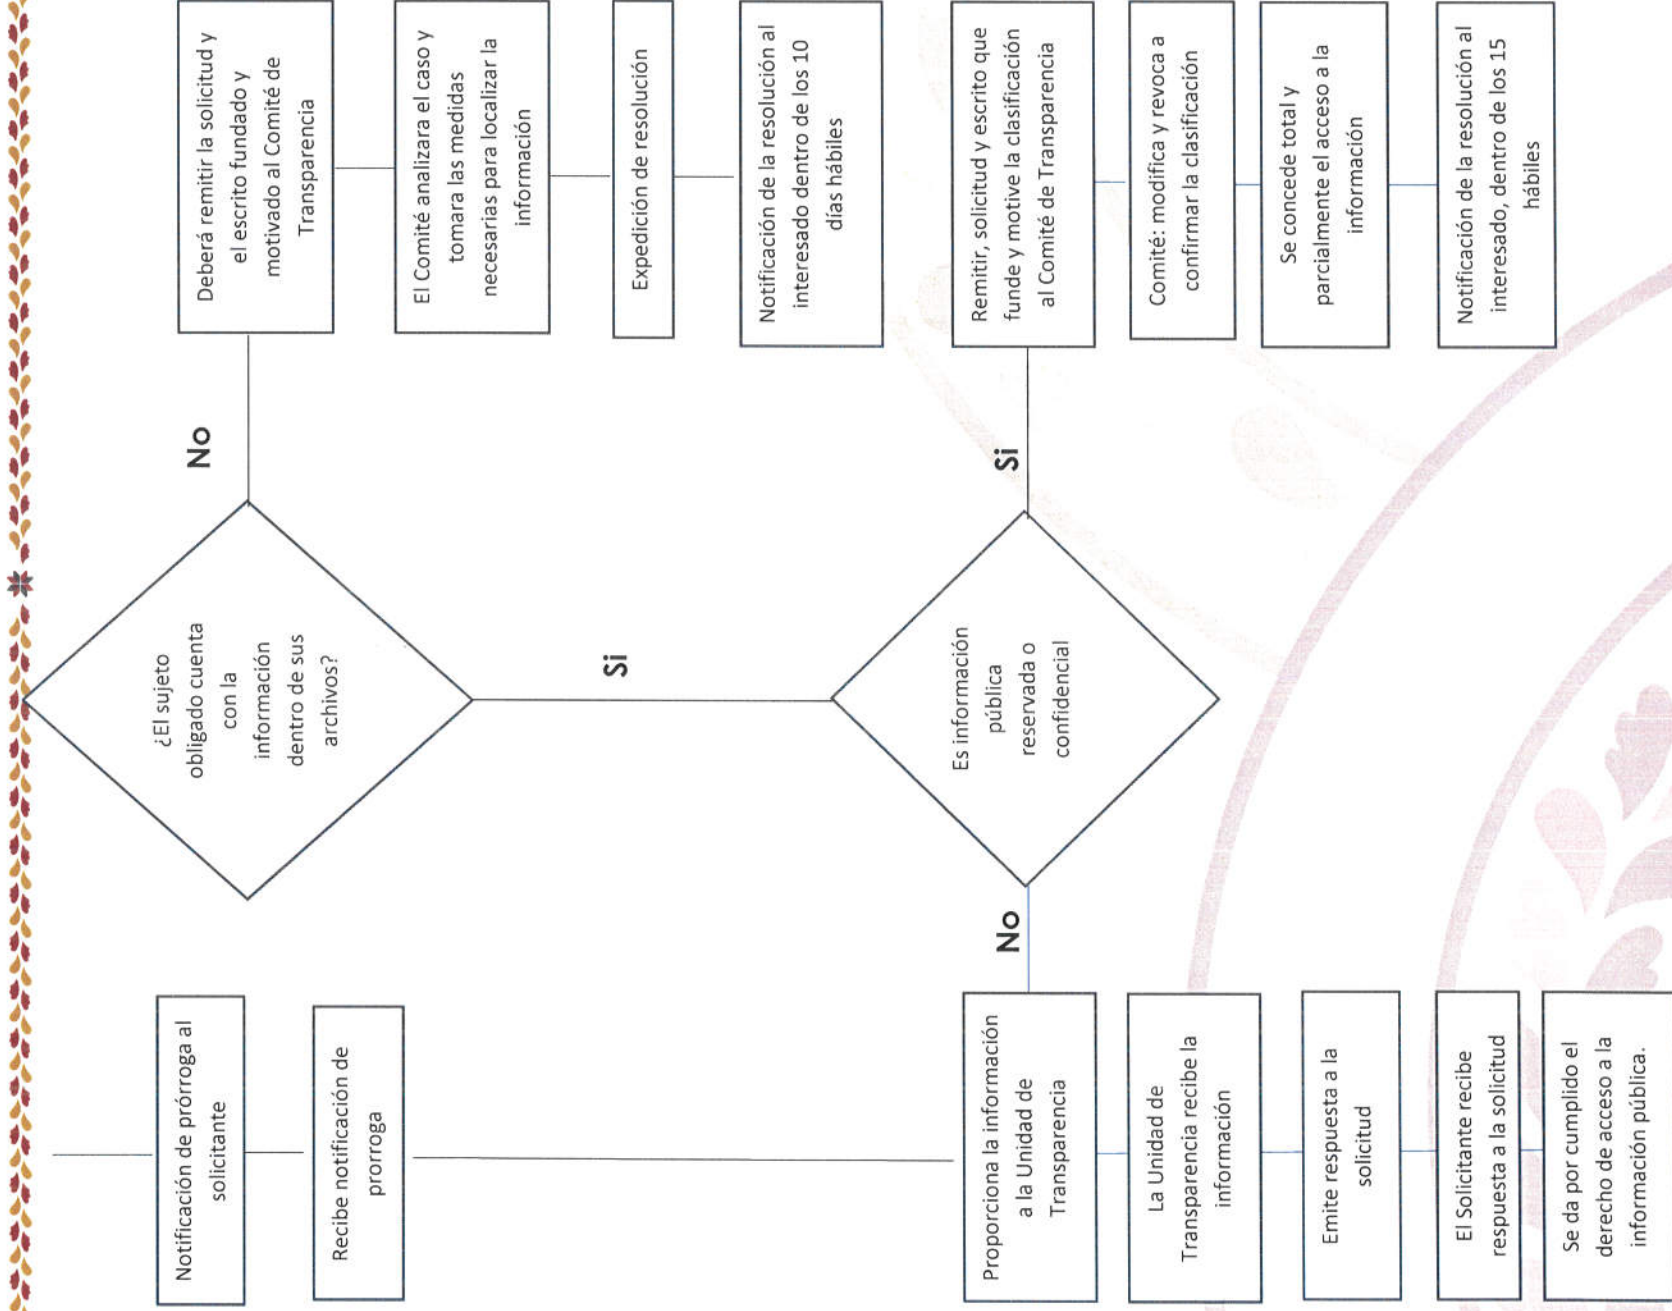 Notificación de prórroga al
solicitante
Recibe notificación de
prorroga
¿El sujeto
obligado cuenta
con la
información
dentro de sus
archivos?
No
Deberá remitir la solicitud y
el escrito fundado y
motivado al Comité de
Transparencia
El Comité analizara el caso y
tomara las medidas
necesarias para localizar la
información
Expedición de resolución
Notificación de la resolución al
interesado dentro de los 10
días hábiles
Si
Es información
pública
reservada o
confidencial
Si
Remitir, solicitud y escrito que
funde y motive la clasificación
al Comité de Transparencia
Comité: modifica y revoca a
confirmar la clasificación
Se concede total y
parcialmente el acceso a la
información
Notificación de la resolución al
interesado, dentro de los 15
hábiles
No
Proporciona la información
a la Unidad de
Transparencia
La Unidad de
Transparencia recibe la
información
Emite respuesta a la
solicitud
El Solicitante recibe
respuesta a la solicitud
Se da por cumplido el
derecho de acceso a la
información pública.